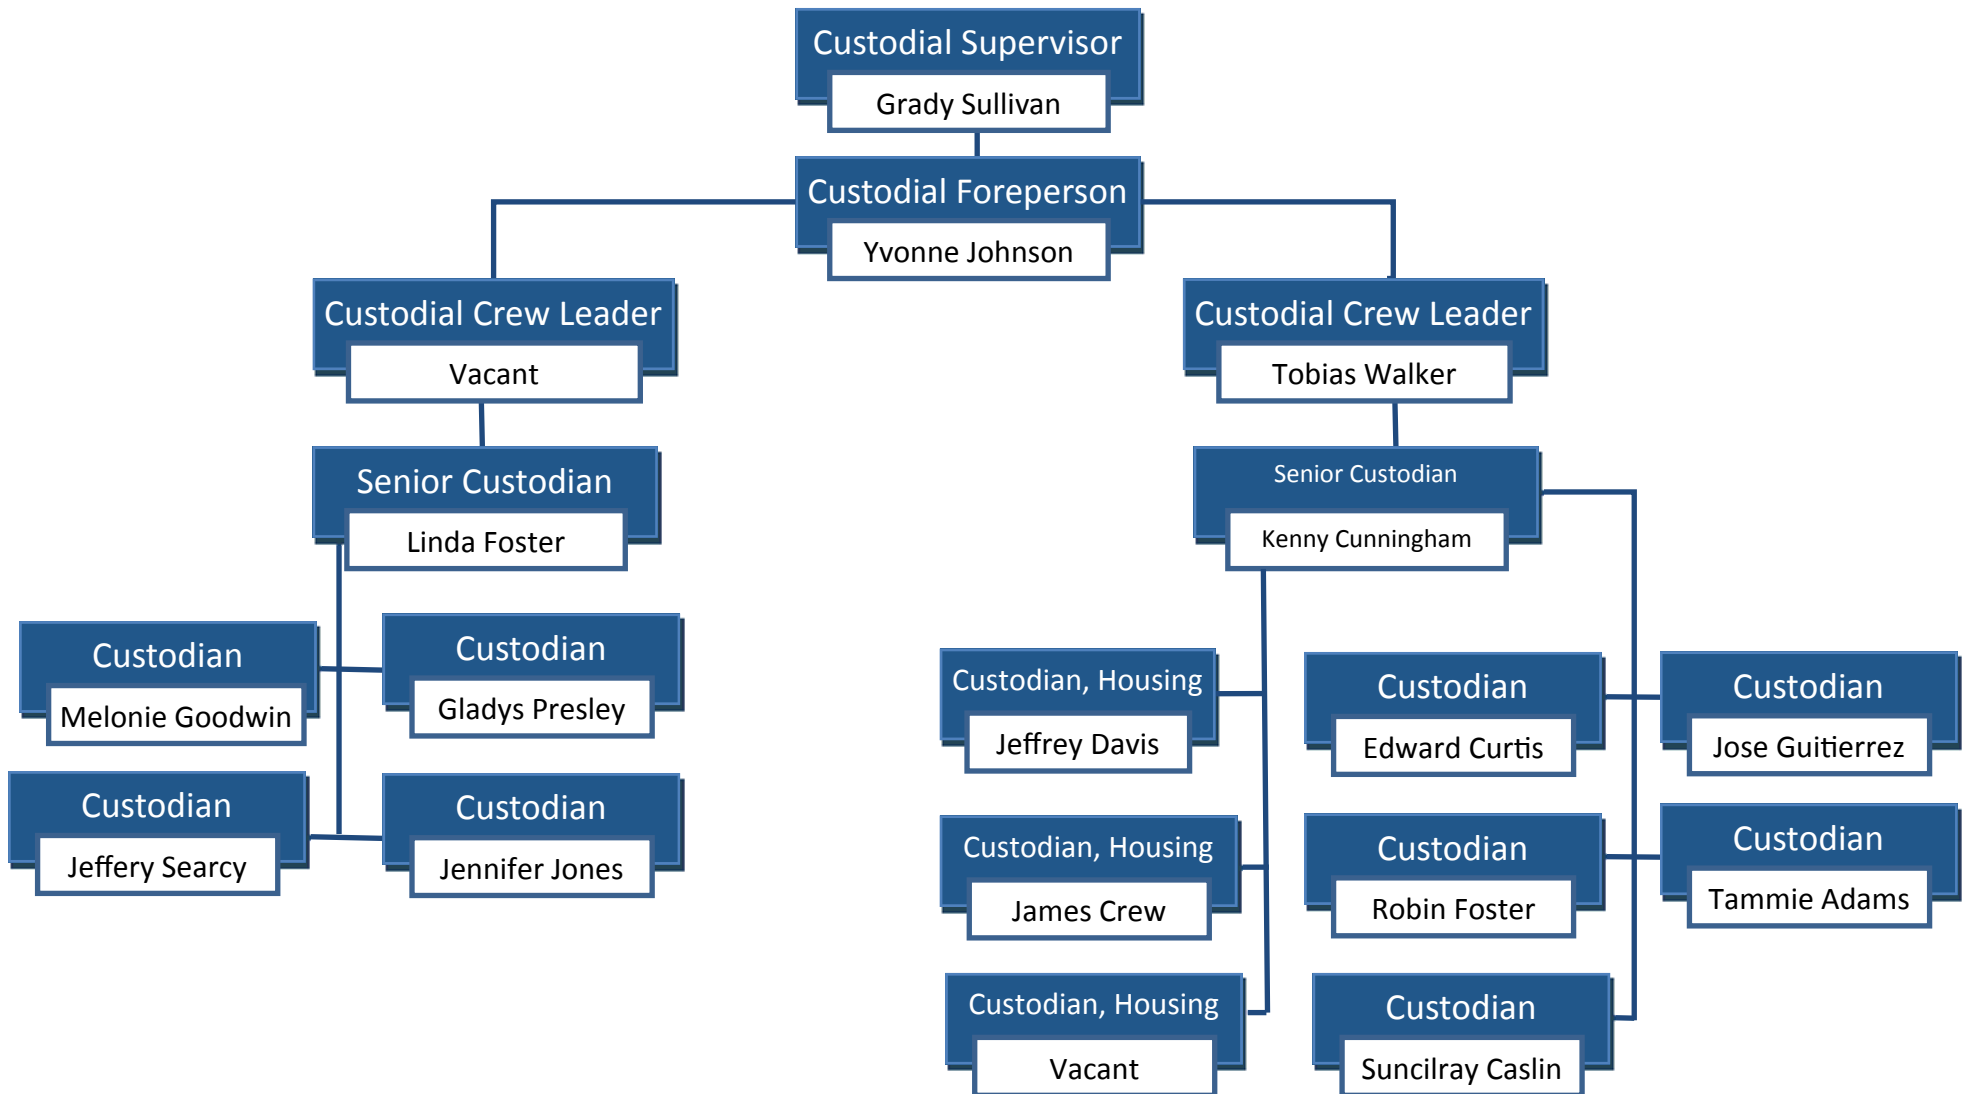 Custodial Supervisor
Grady Sullivan
Custodial Foreperson
Yvonne Johnson
Custodial Crew Leader
Vacant
Custodial Crew Leader
Tobias Walker
Senior Custodian
Linda Foster
Senior Custodian
Kenny Cunningham
Custodian
Melonie Goodwin
Custodian
Gladys Presley
Custodian
Jeffery Searcy
Custodian
Jennifer Jones
Custodian, Housing
Jeffrey Davis
Custodian
Edward Curtis
Custodian
Jose Guitierrez
Custodian, Housing
James Crew
Custodian
Robin Foster
Custodian
Tammie Adams
Custodian, Housing
Vacant
Custodian
Suncilray Caslin